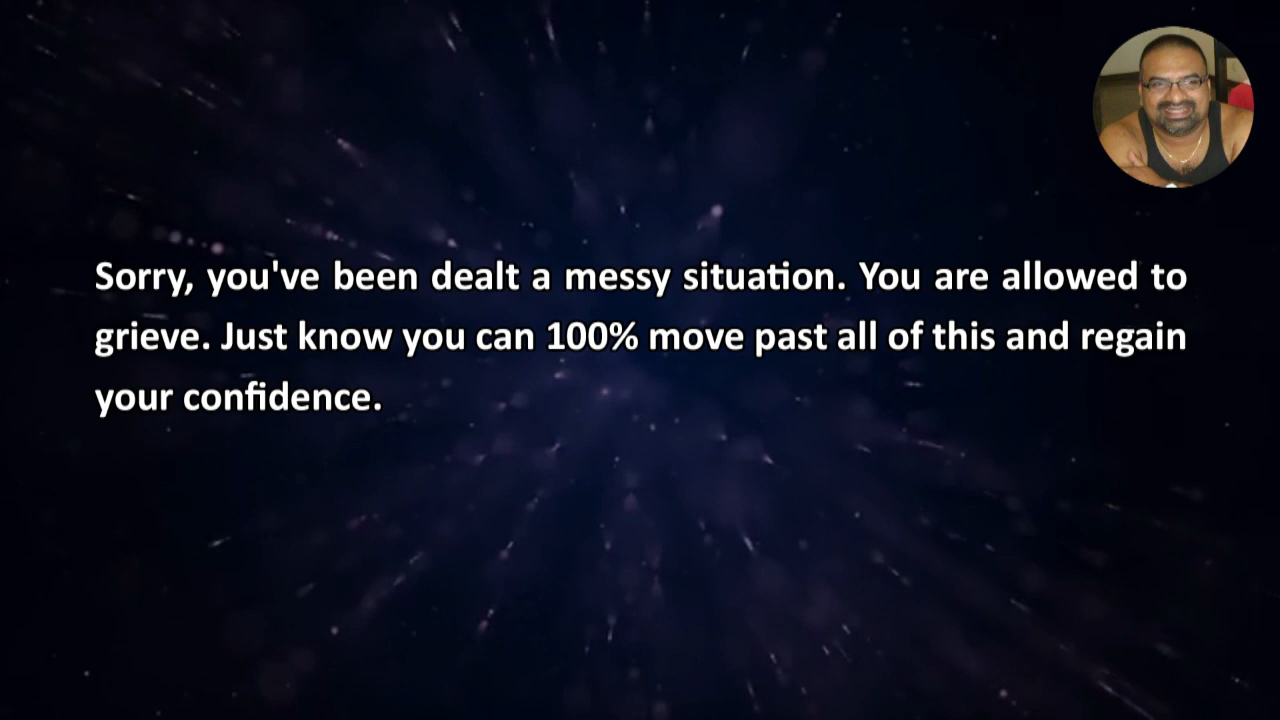 Sorry, you've been dealt a messy situation. You are allowed to
grieve. Just know you can 100% move past all of this and regain
your confidence.